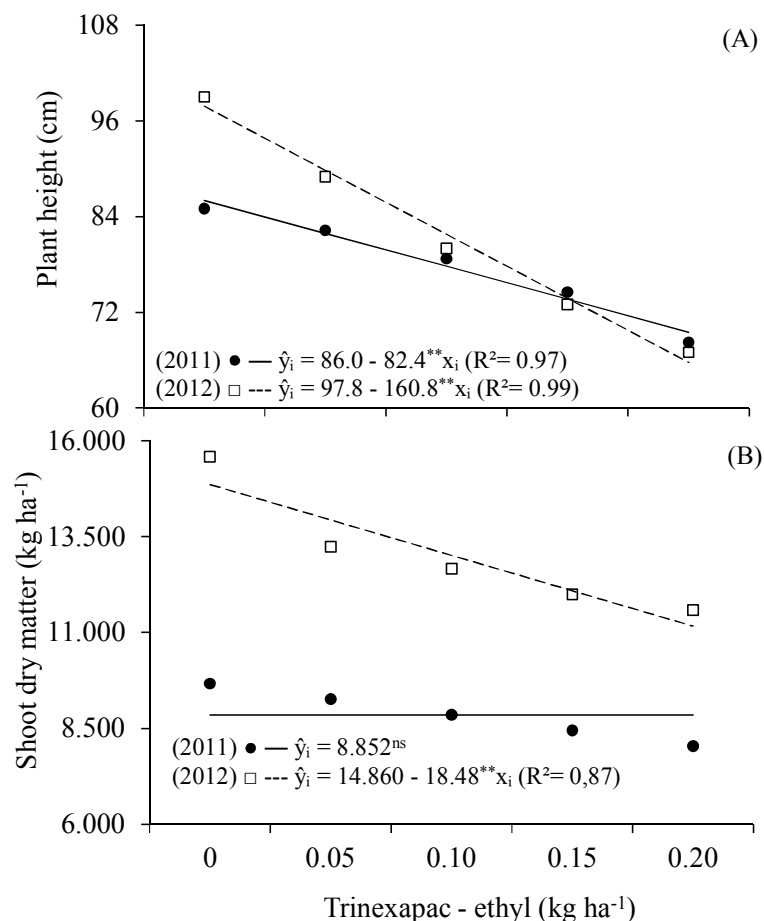 108
(A)
96
84
72
60
Plant height (cm)
(2011) ● — ŷᵢ = 86.0 - 82.4**xᵢ (R²= 0.97)
(2012) □ --- ŷᵢ = 97.8 - 160.8**xᵢ (R²= 0.99)
16.000
(B)
13.500
11.000
8.500
6.000
Shoot dry matter (kg ha⁻¹)
(2011) ● — ŷᵢ = 8.852ⁿˢ
(2012) □ --- ŷᵢ = 14.860 - 18.48**xᵢ (R²= 0,87)
0 0.05 0.10 0.15 0.20
Trinexapac - ethyl (kg ha⁻¹)